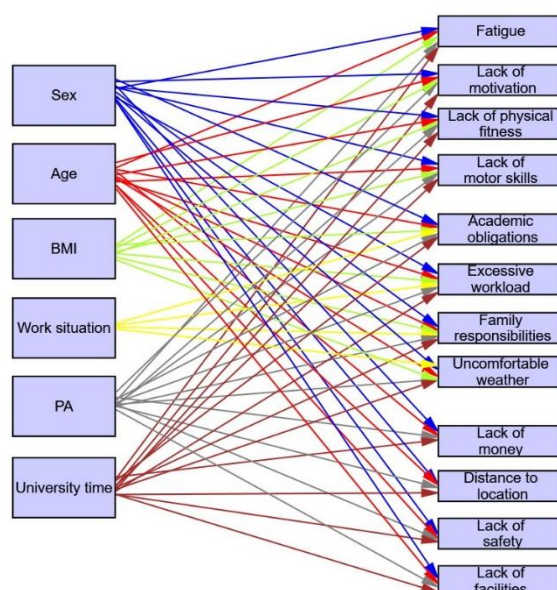 Sex
Age
BMI
Work situation
PA
University time
Fatigue
Lack of
motivation
Lack of physical
fitness
Lack of
motor skills
Academic
obligations
Excessive
workload
Family
responsibilities
Uncomfortable
weather
Lack of
money
Distance to
location
Lack of
safety
Lack of
facilities